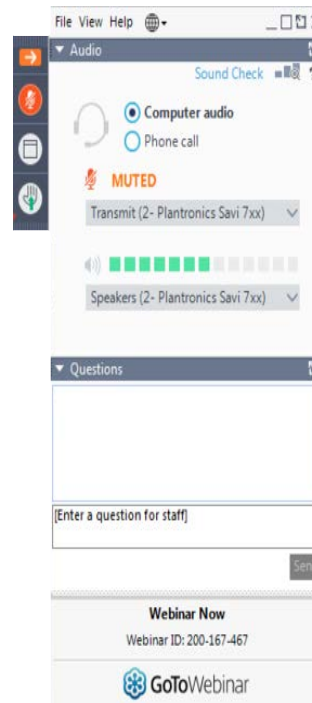 File View Help
Audio
Sound Check
Computer audio
Phone call
MUTED
Transmit (2- Plantronics Savi 7xx)
Speakers (2- Plantronics Savi 7xx)
Questions
[Enter a question for staff]
Sen
Webinar Now
Webinar ID: 200-167-467
GoToWebinar